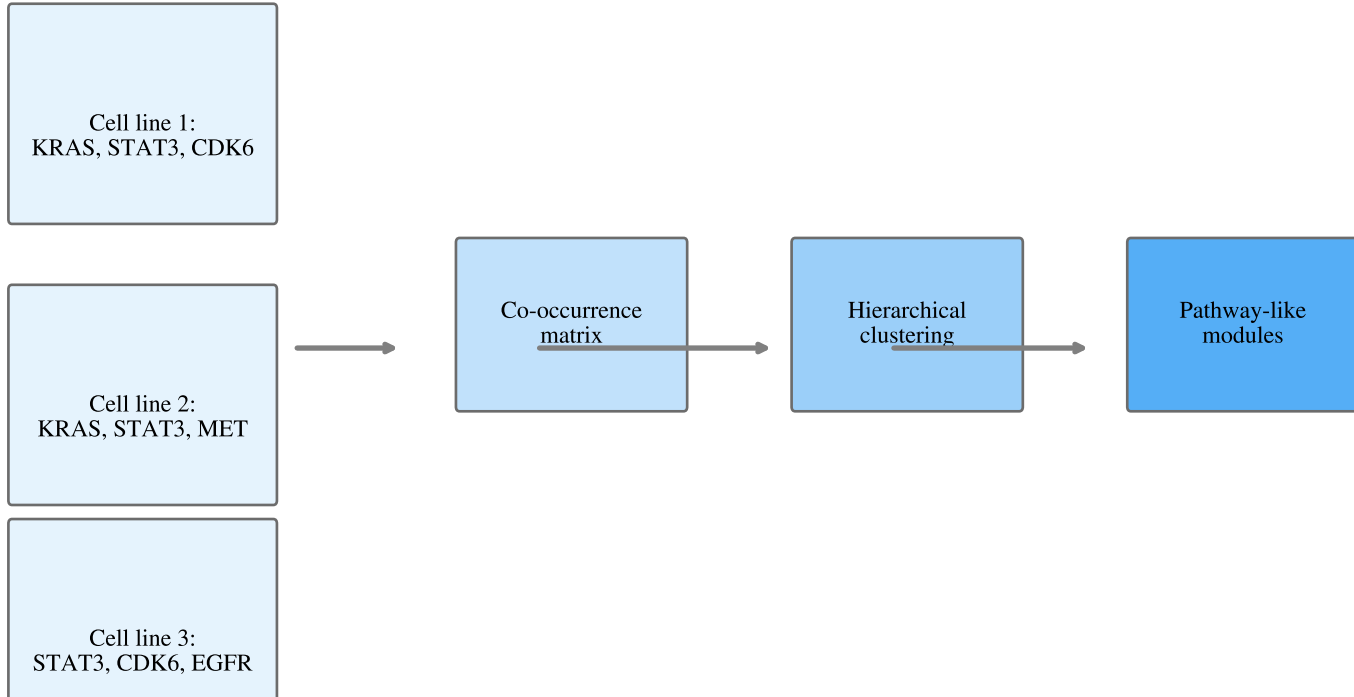 Cell line 1:
KRAS, STAT3, CDK6
Cell line 2:
KRAS, STAT3, MET
Cell line 3:
STAT3, CDK6, EGFR
Co-occurrence
matrix
Hierarchical
clustering
Pathway-like
modules